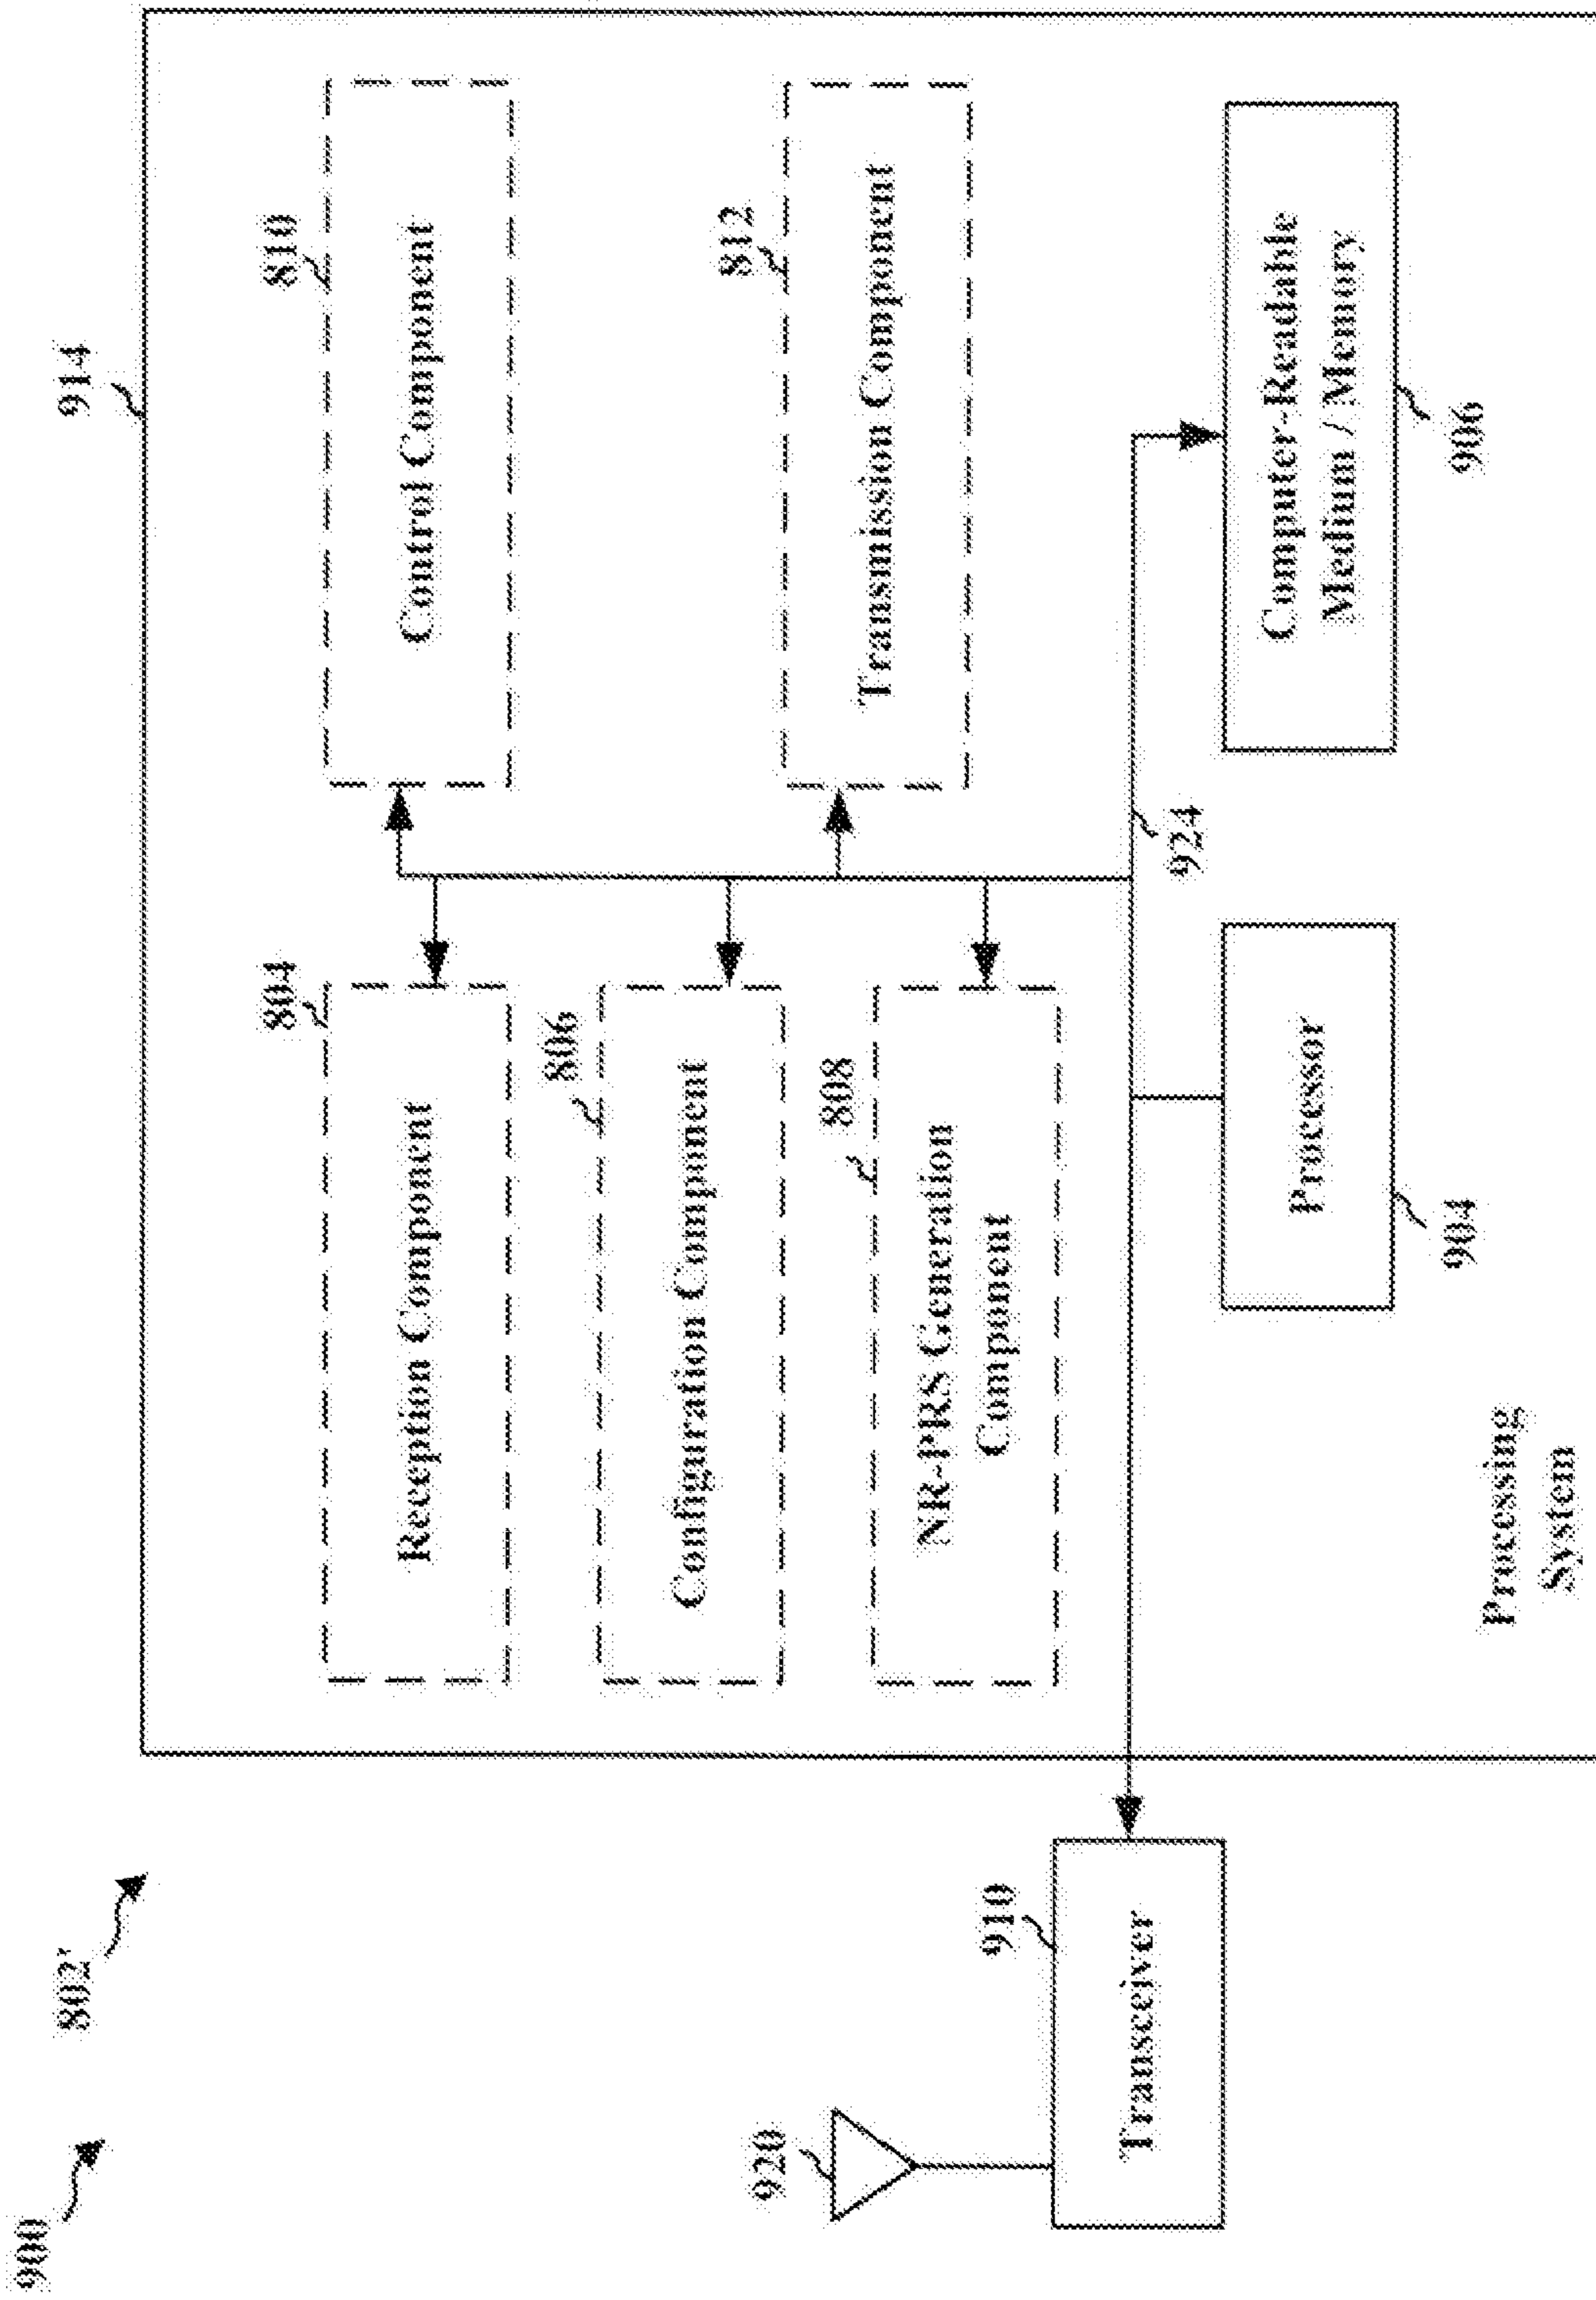 900
802'
914
804
Reception Component
810
Control Component
806
Configuration Component
808
NR-PRS Generation
Component
812
Transmission Component
920
910
Transceiver
924
Processor
904
Computer-Readable
Medium / Memory
906
Processing
System